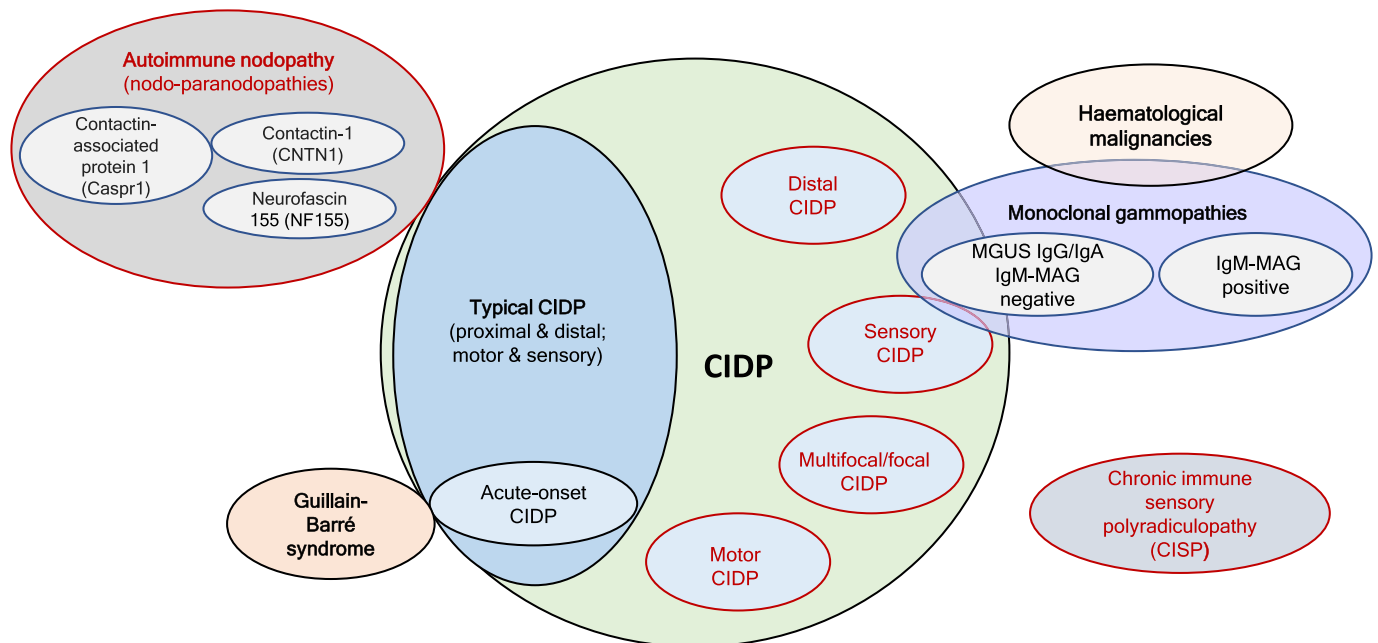 Autoimmune nodopathy
(nodo-paranodopathies)
Contactin-
associated
protein 1
(Caspr1)
Contactin-1
(CNTN1)
Neurofascin
155 (NF155)
Typical CIDP
(proximal & distal;
motor & sensory)
Acute-onset
CIDP
Guillain-
Barré
syndrome
CIDP
Distal
CIDP
Sensory
CIDP
Multifocal/focal
CIDP
Motor
CIDP
Haematological
malignancies
Monoclonal gammopathies
MGUS IgG/IgA
IgM-MAG
negative
IgM-MAG
positive
Chronic immune
sensory
polyradiculopathy
(CISP)